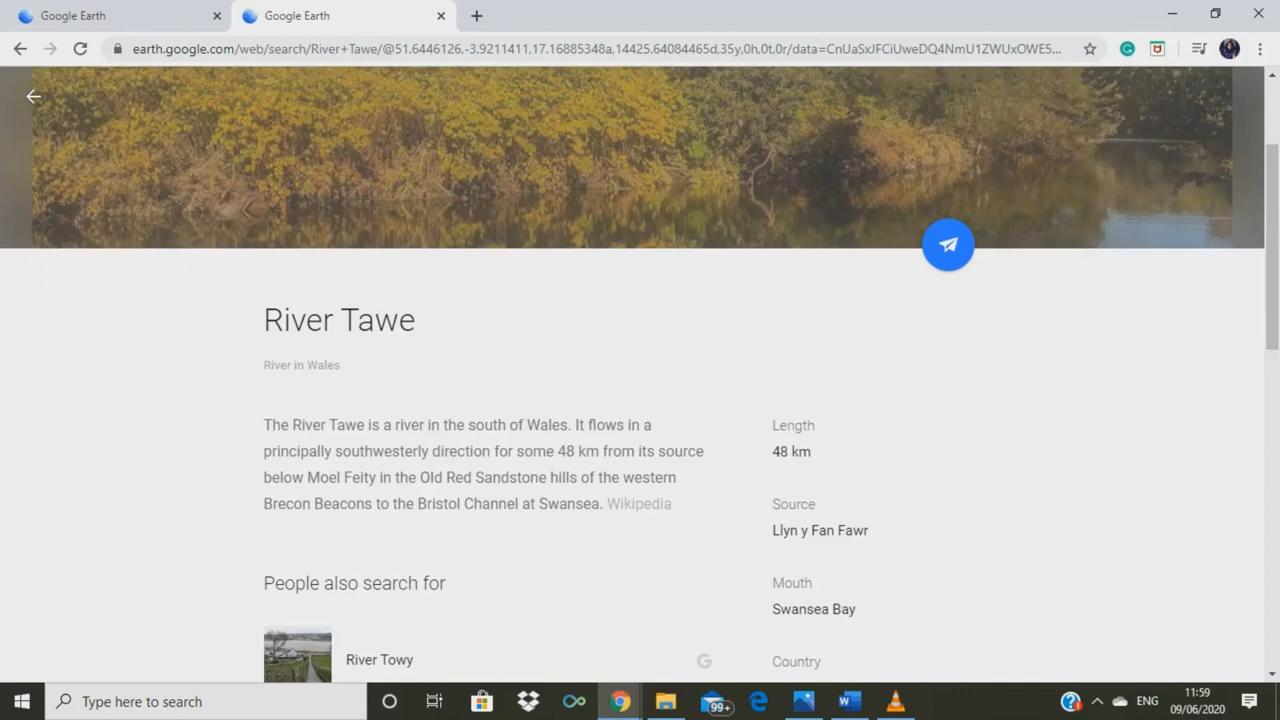 Google Earth
Google Earth
earth.google.com/web/search/River+Tawe/@51.6446126,-3.9211411,17.16885348a,14425.64084465d,35y,0h,0t,0r/data=CnUaSxJFCiUweDQ4NmU1ZWUxOWE5...
River Tawe
River in Wales
The River Tawe is a river in the south of Wales. It flows in a
principally southwesterly direction for some 48 km from its source
below Moel Feity in the Old Red Sandstone hills of the western
Brecon Beacons to the Bristol Channel at Swansea. Wikipedia
Length
48 km
Source
Llyn y Fan Fawr
Mouth
Swansea Bay
Country
People also search for
River Towy
G
Type here to search
99+
ENG
11:59
09/06/2020